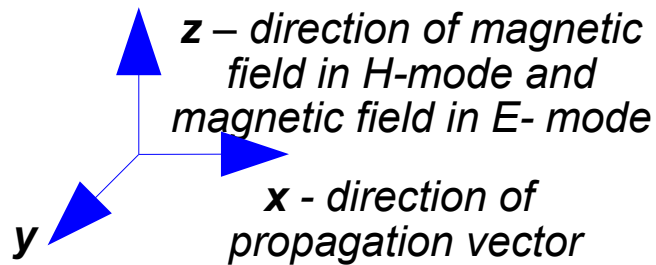 z – direction of magnetic
field in H-mode and
magnetic field in E- mode
x - direction of
propagation vector
y